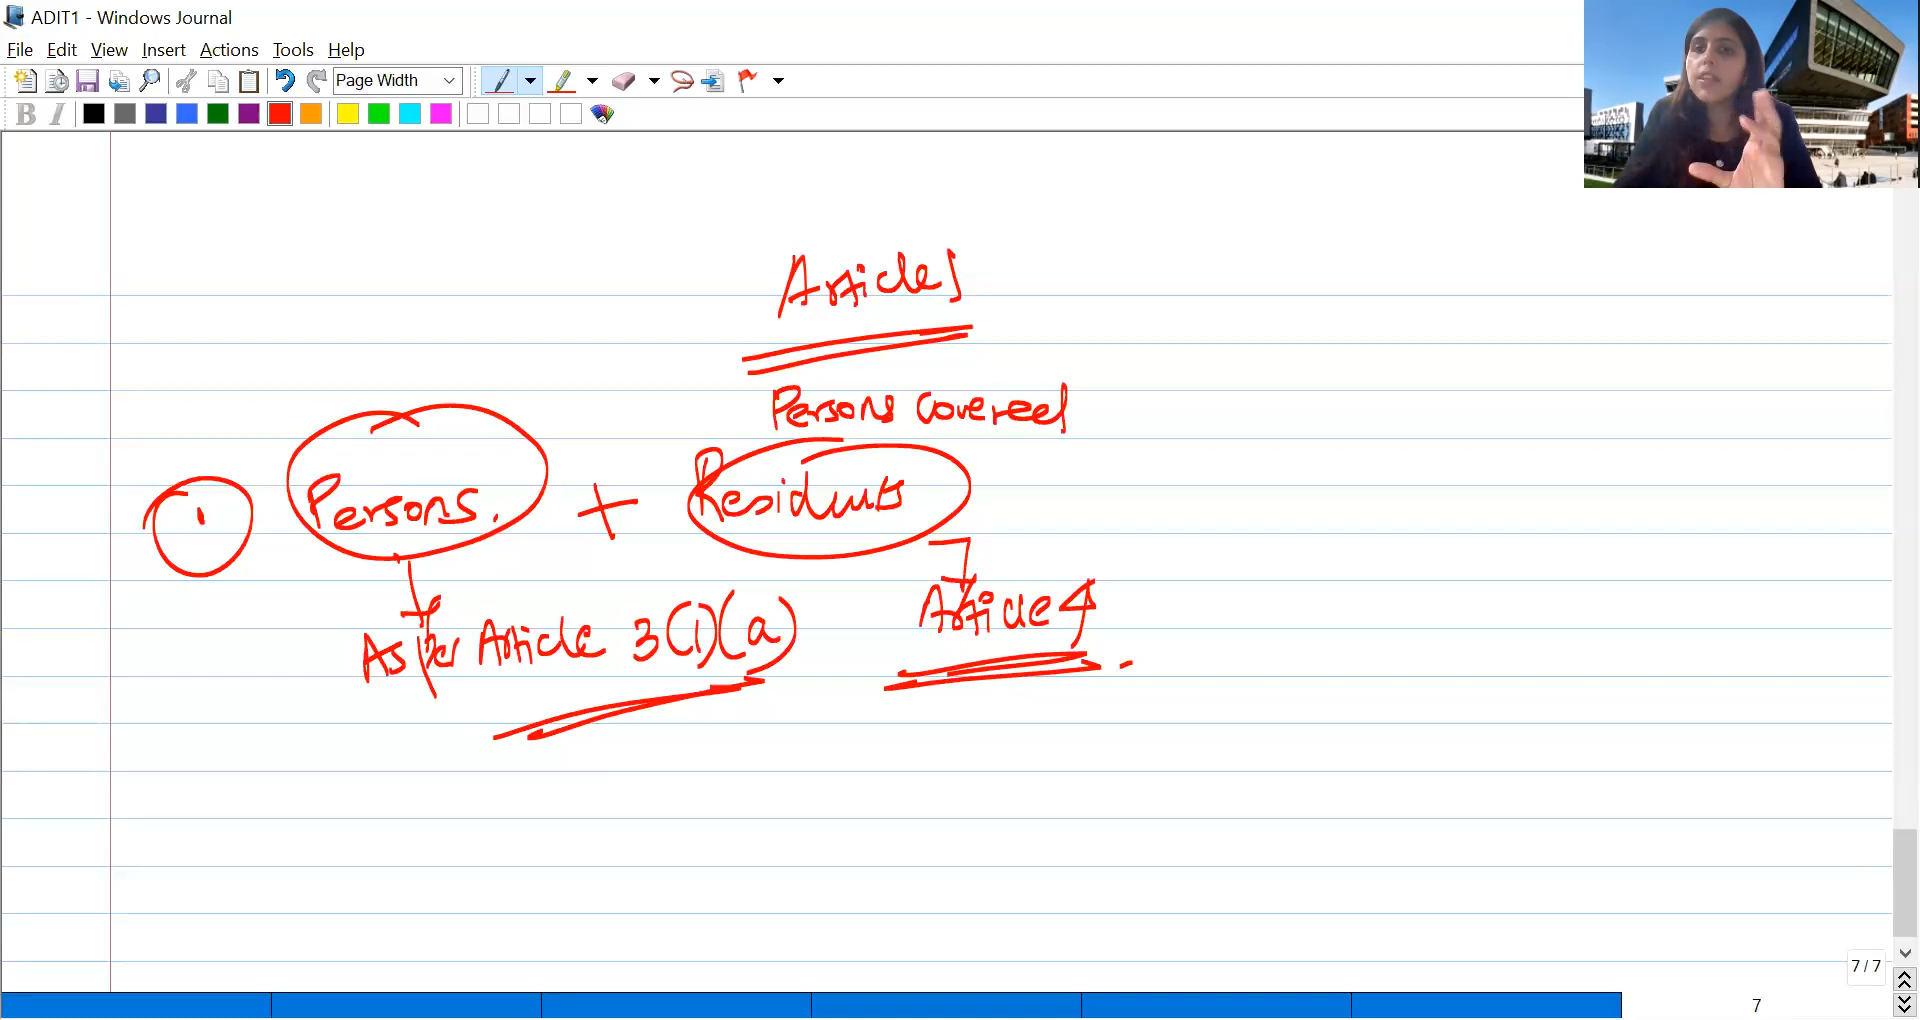 ADIT1 - Windows Journal
File Edit View Insert Actions Tools Help
Page Width
B I
Article 1
Persons covered
1 Persons. + Residents
As per Article 3(1)(a) Article 4
7 / 7
7